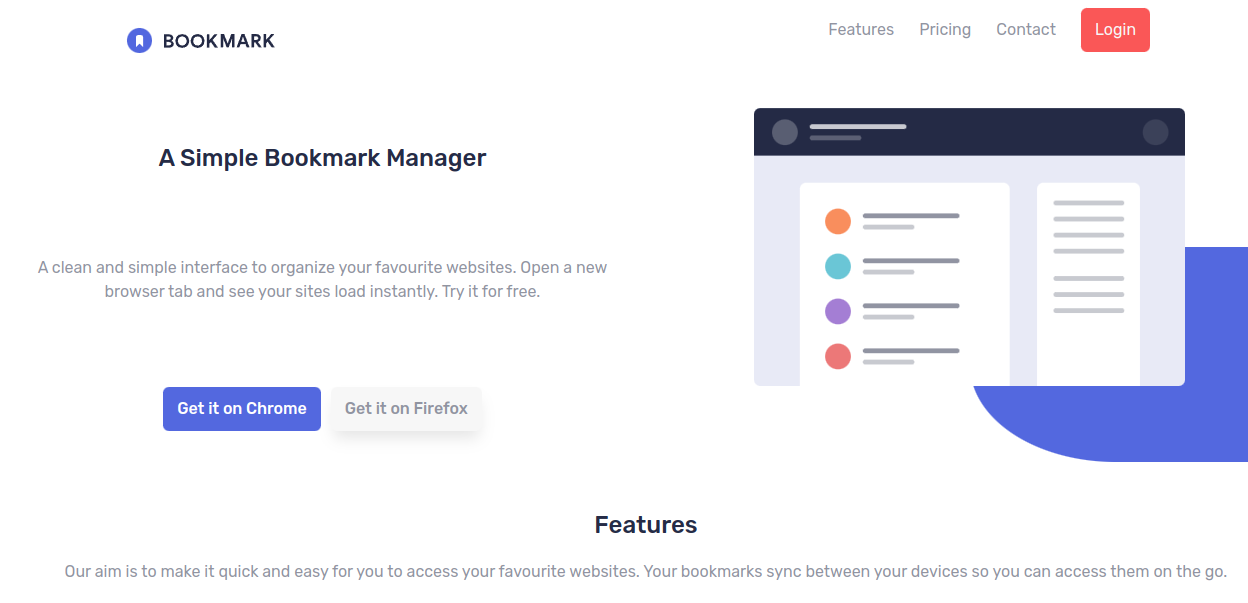 BOOKMARK
Features
Pricing
Contact
Login
A Simple Bookmark Manager
A clean and simple interface to organize your favourite websites. Open a new
browser tab and see your sites load instantly. Try it for free.
Get it on Chrome
Get it on Firefox
Features
Our aim is to make it quick and easy for you to access your favourite websites. Your bookmarks sync between your devices so you can access them on the go.